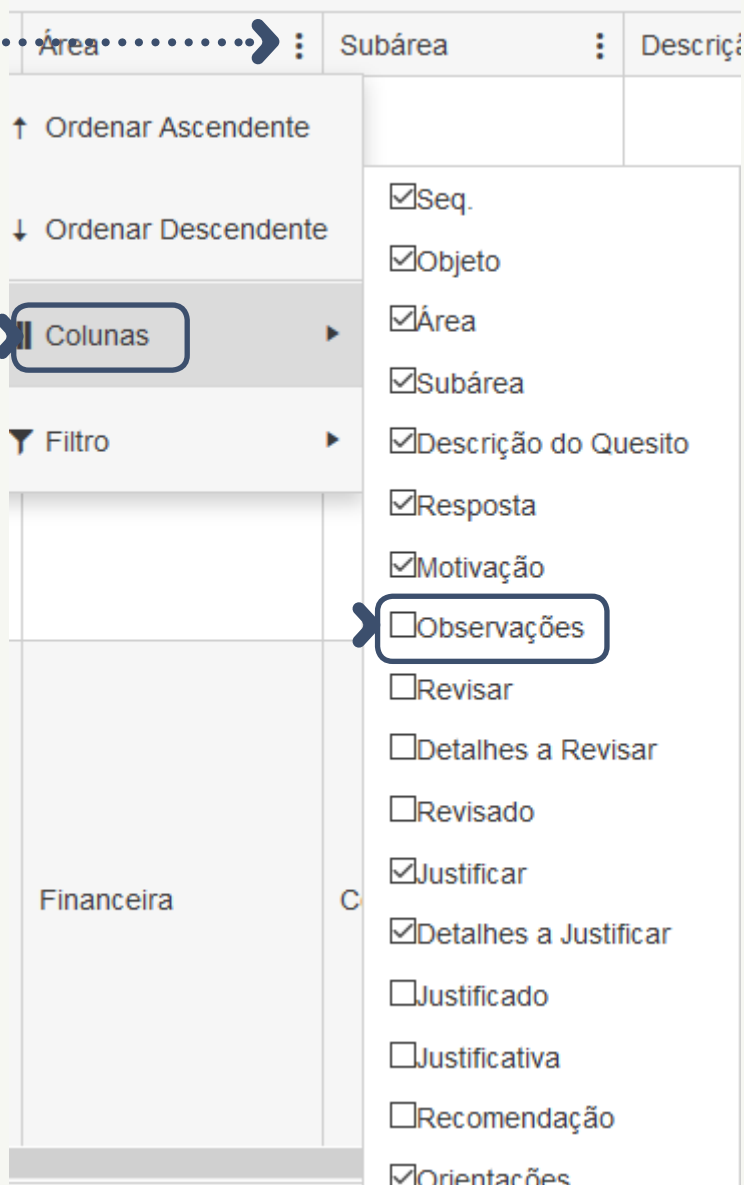 Área
Subárea
Descriçã
Ordenar Ascendente
Ordenar Descendente
Colunas
Filtro
Seq.
Objeto
Área
Subárea
Descrição do Quesito
Resposta
Motivação
Observações
Revisar
Detalhes a Revisar
Revisado
Justificar
Detalhes a Justificar
Justificado
Justificativa
Recomendação
Orientações
Financeira
C